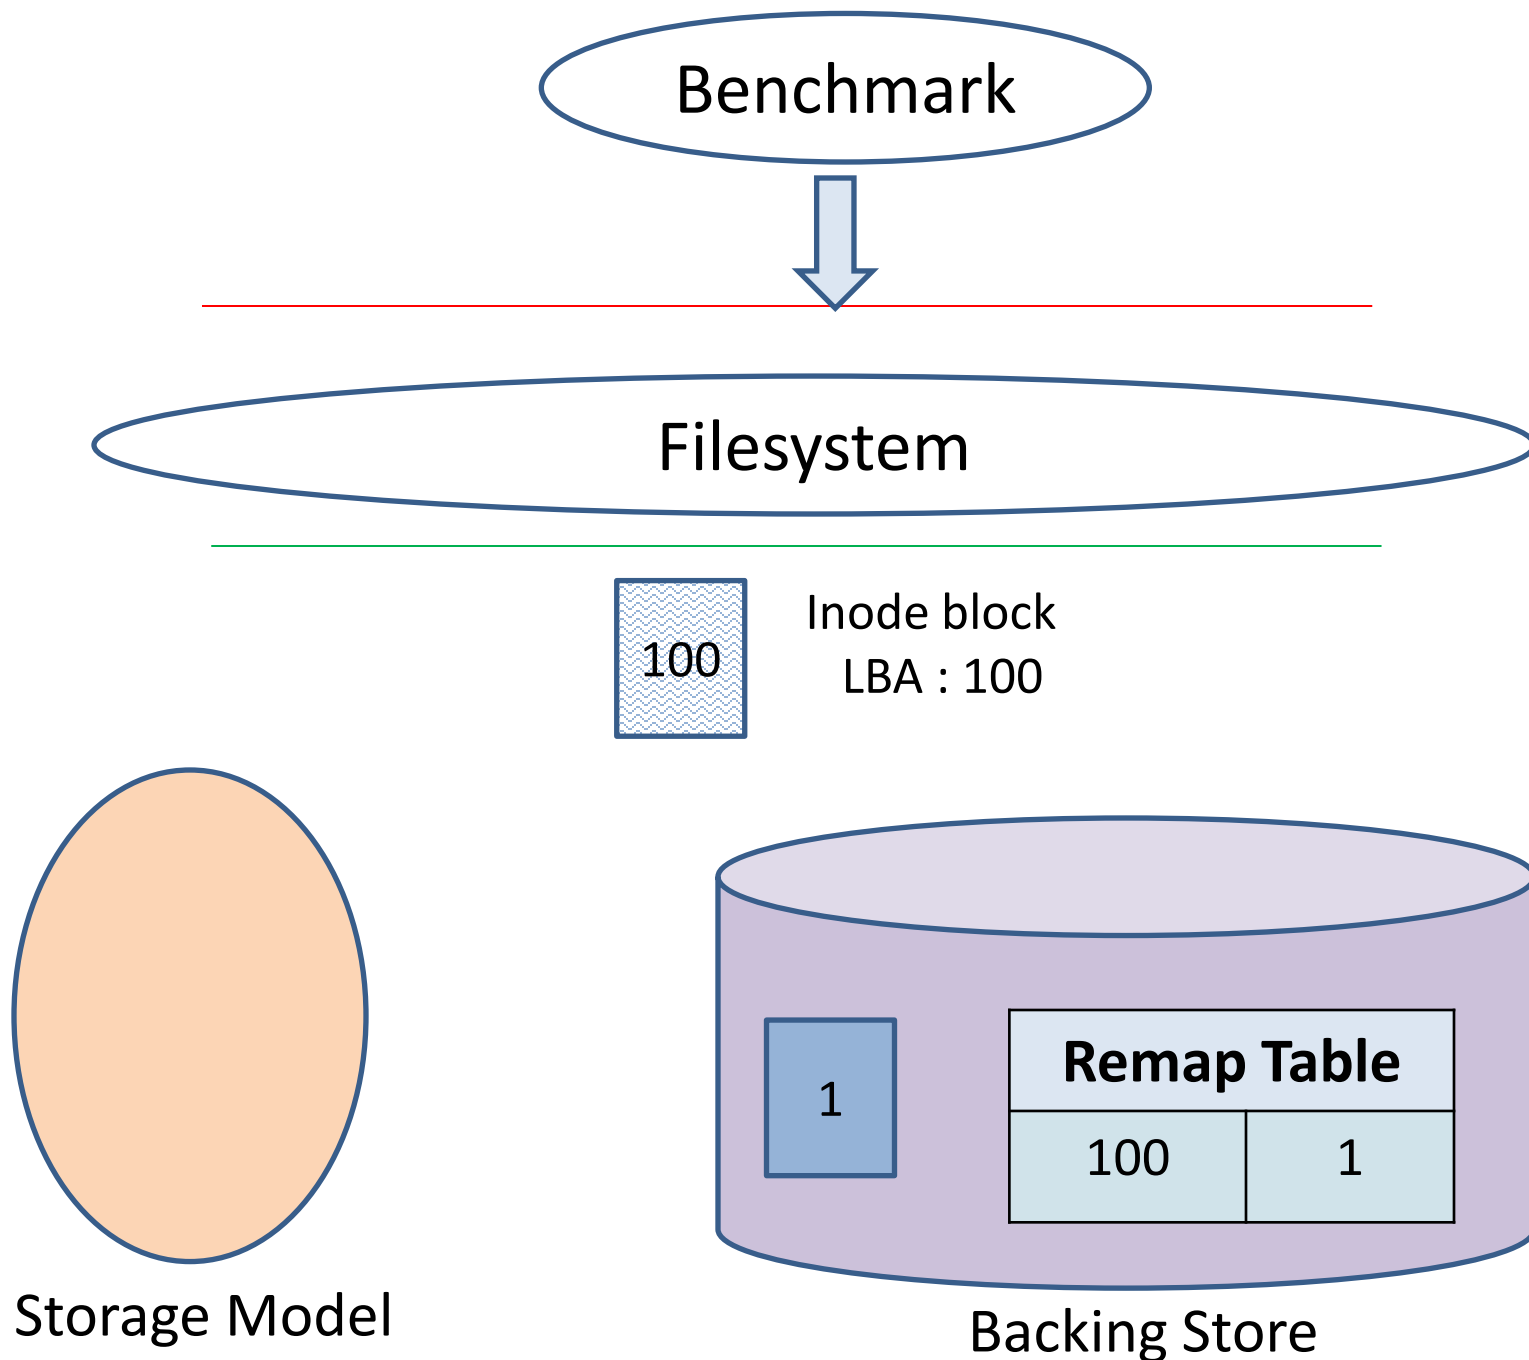 Benchmark
Filesystem
100
Inode block
LBA : 100
1
Remap Table
100 1
Storage Model
Backing Store